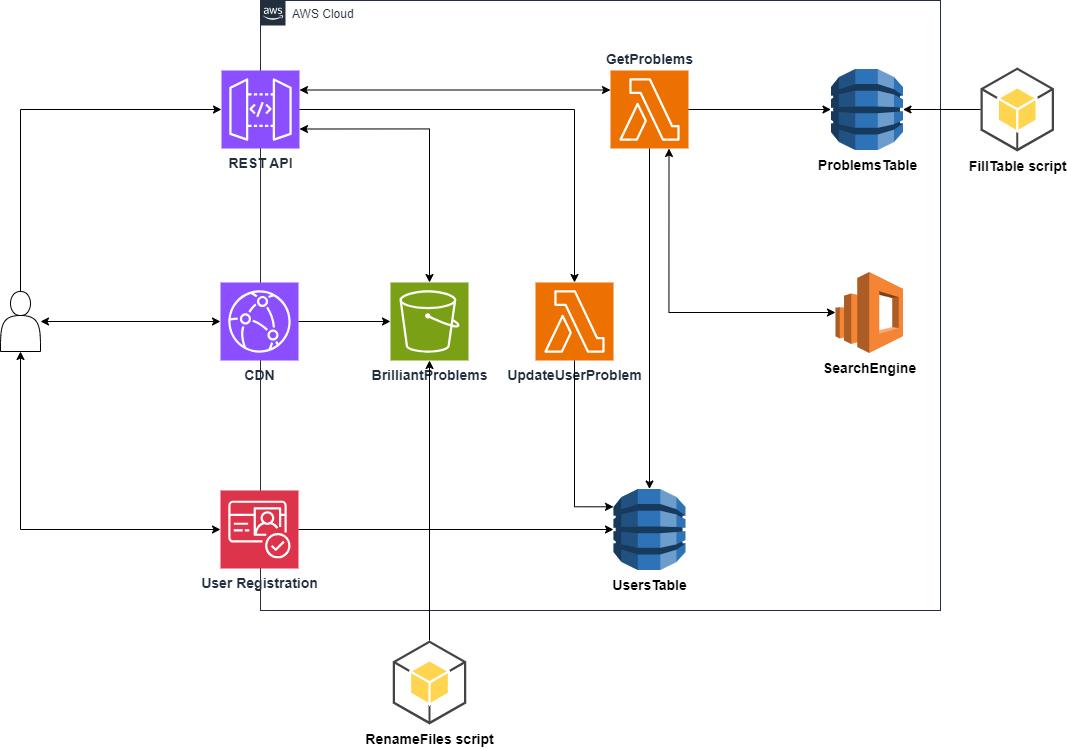 aws
AWS Cloud
GetProblems
</>
REST API
ProblemsTable
FillTable script
CDN
BrilliantProblems
UpdateUserProblem
SearchEngine
User Registration
UsersTable
RenameFiles script